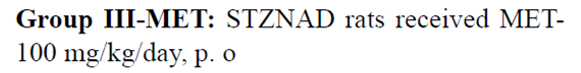 Group III-MET: STZNAD rats received MET-
100 mg/kg/day, p. o